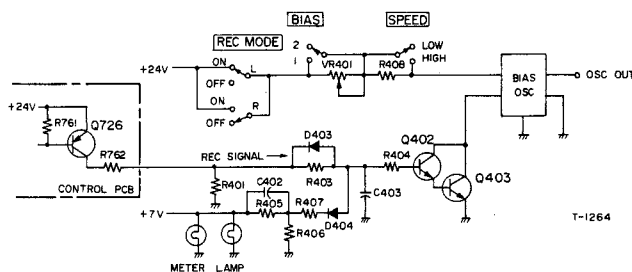 BIAS
SPEED
REC MODE
2
1
VR401
R408
LOW
HIGH
ON
L
OFF
+24V
ON
R
OFF
BIAS
OSC
OSC OUT
+24V
R761
Q726
R762
CONTROL PCB
REC SIGNAL
D403
R403
R404
Q402
Q403
R401
C402
C403
+7V
R405
R407
D404
R406
METER LAMP
T-1264